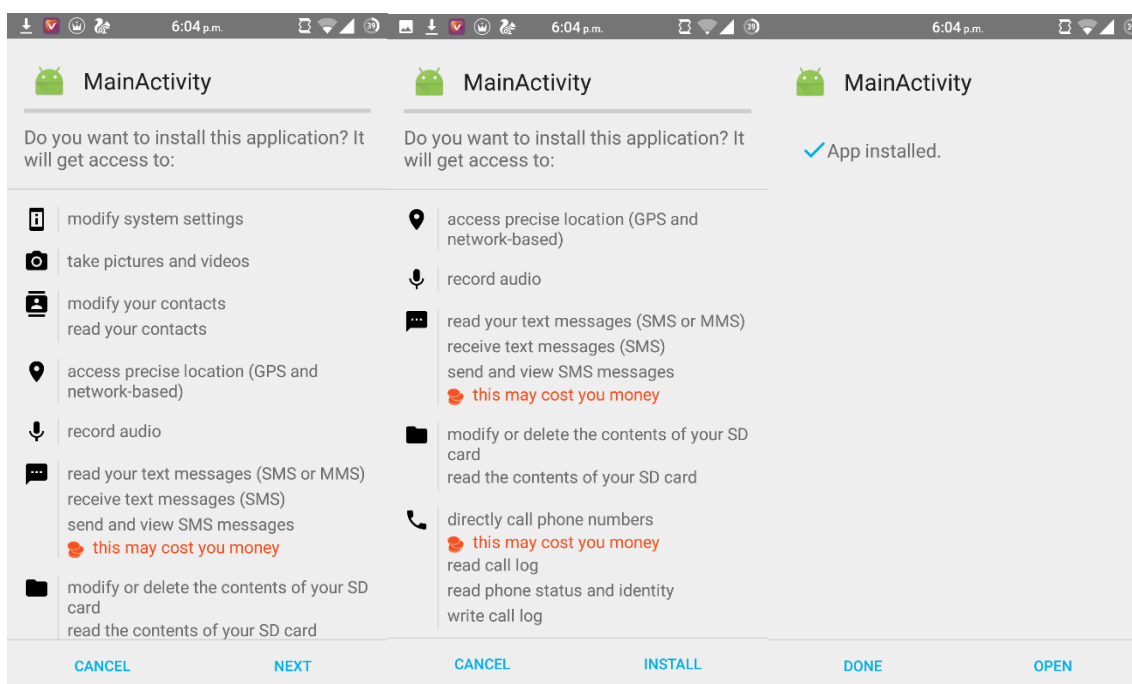 6:04 p.m.
39
MainActivity
Do you want to install this application? It
will get access to:
modify system settings
take pictures and videos
modify your contacts
read your contacts
access precise location (GPS and
network-based)
record audio
read your text messages (SMS or MMS)
receive text messages (SMS)
send and view SMS messages
this may cost you money
modify or delete the contents of your SD
card
read the contents of your SD card
CANCEL NEXT
6:04 p.m.
39
MainActivity
Do you want to install this application? It
will get access to:
access precise location (GPS and
network-based)
record audio
read your text messages (SMS or MMS)
receive text messages (SMS)
send and view SMS messages
this may cost you money
modify or delete the contents of your SD
card
read the contents of your SD card
directly call phone numbers
this may cost you money
read call log
read phone status and identity
write call log
CANCEL INSTALL
6:04 p.m.
MainActivity
App installed.
DONE OPEN